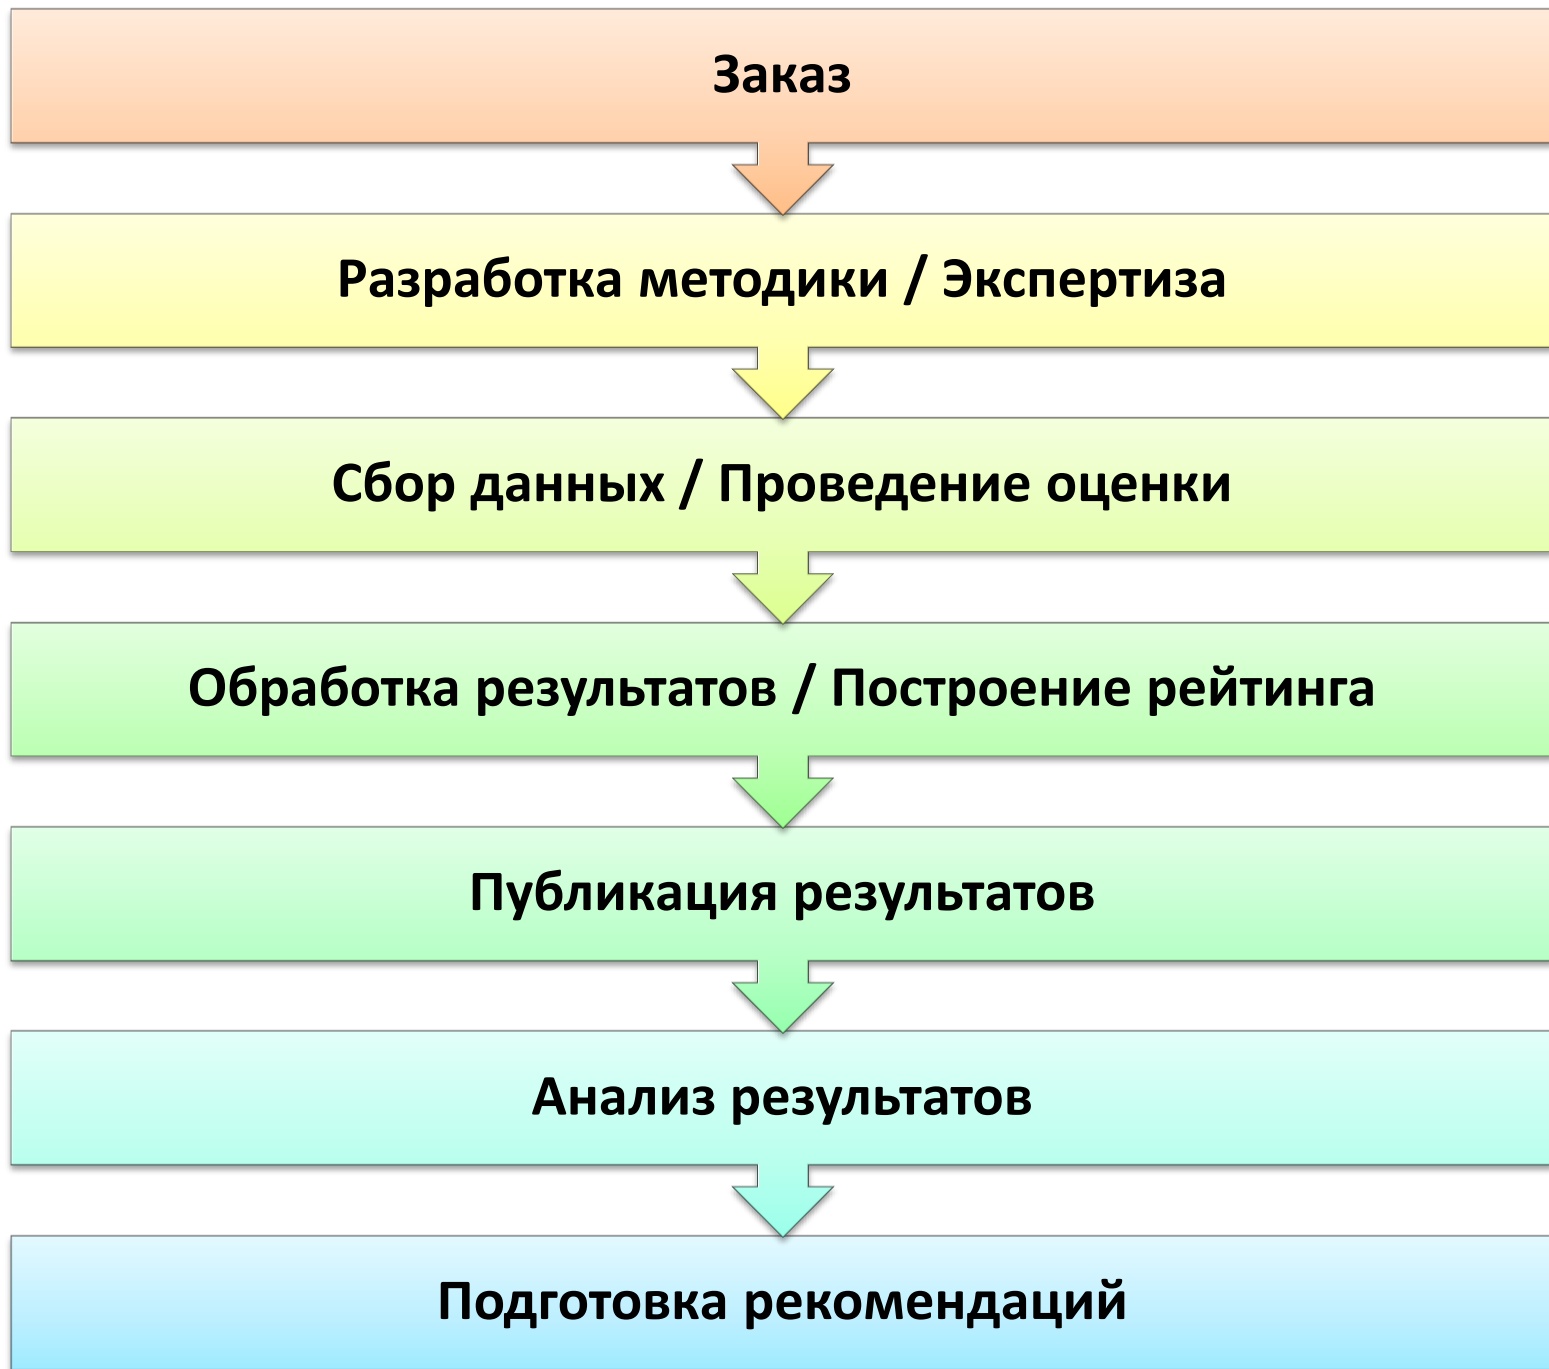 Заказ
Разработка методики / Экспертиза
Сбор данных / Проведение оценки
Обработка результатов / Построение рейтинга
Публикация результатов
Анализ результатов
Подготовка рекомендаций